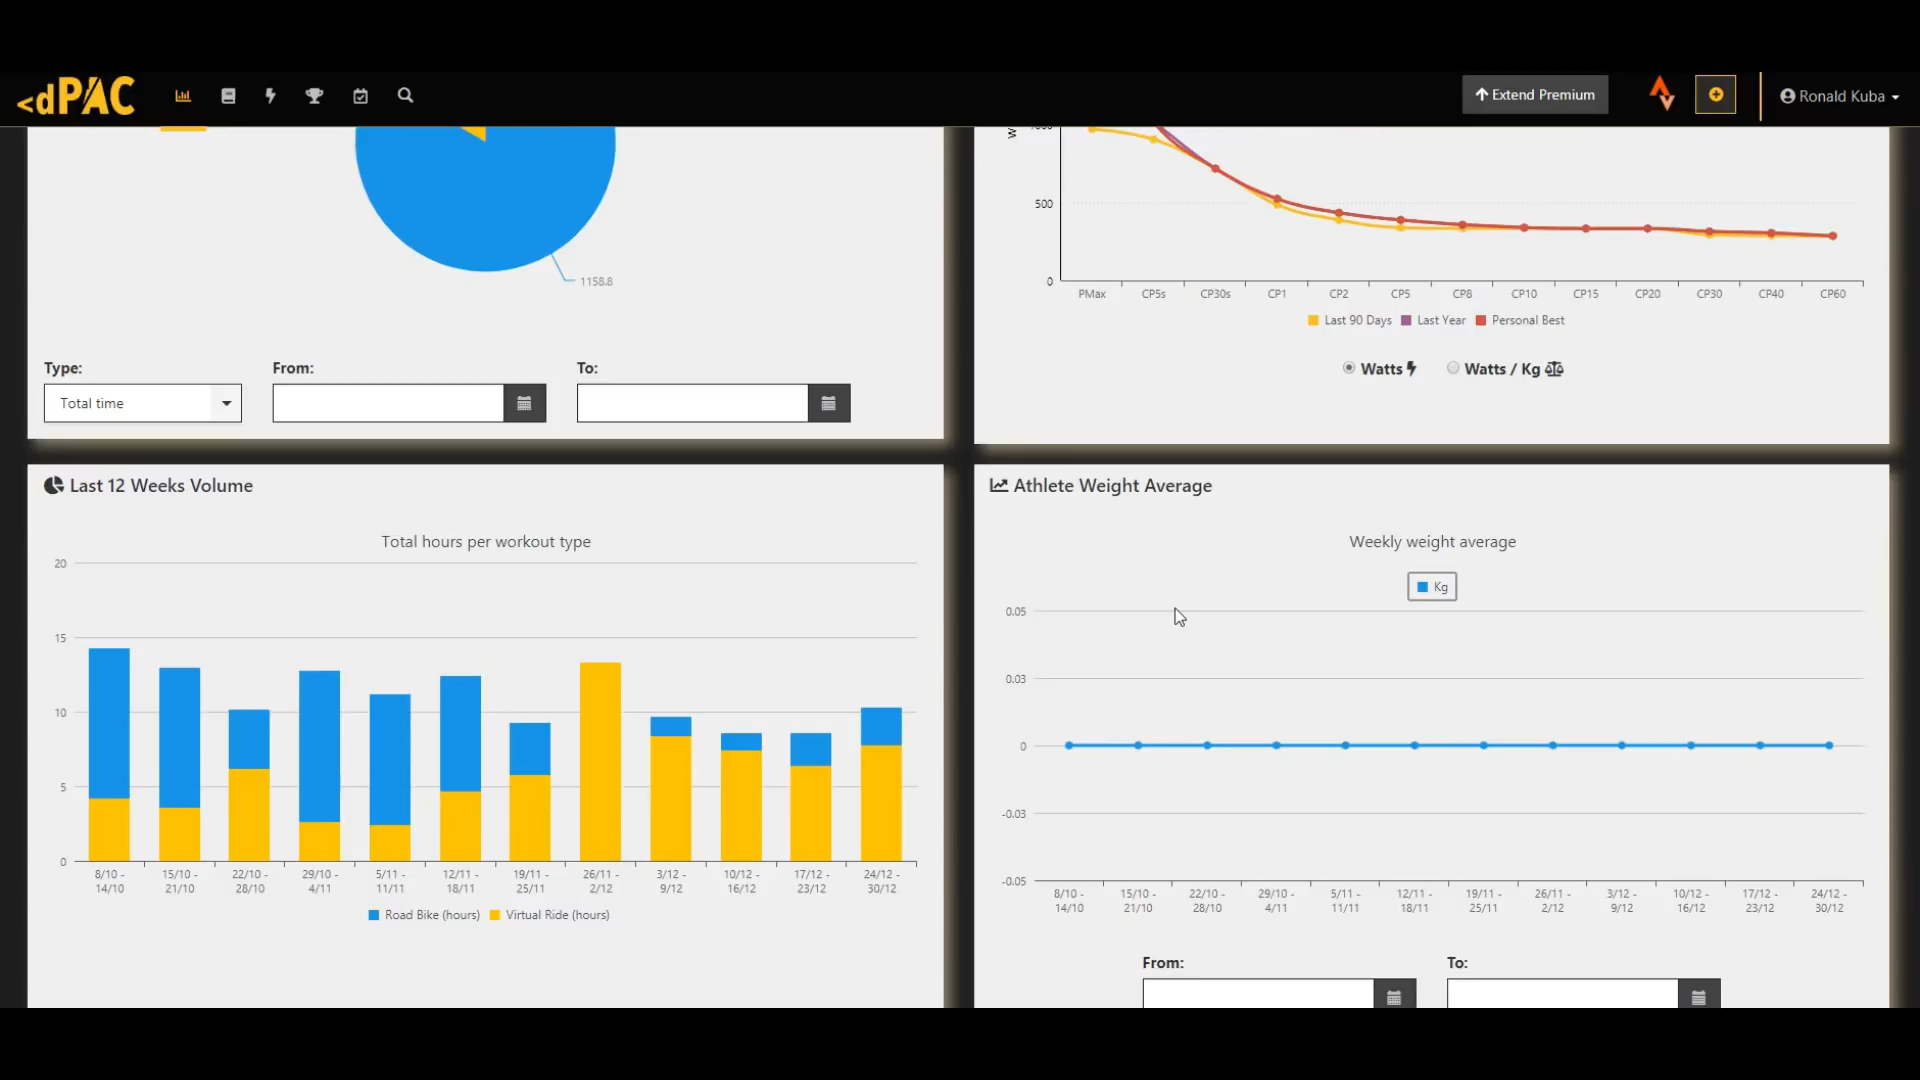 <dPAC
Extend Premium
Ronald Kuba
1158.8
Type:
From:
To:
Total time
500
0
PMax CP5s CP30s CP1 CP2 CP5 CP8 CP10 CP15 CP20 CP30 CP40 CP60
Last 90 Days Last Year Personal Best
Watts Watts / Kg
Last 12 Weeks Volume
Total hours per workout type
20
15
10
5
0
8/10 - 15/10 - 22/10 - 29/10 - 5/11 - 12/11 - 19/11 - 26/11 - 3/12 - 10/12 - 17/12 - 24/12 -
14/10 21/10 28/10 4/11 11/11 18/11 25/11 2/12 9/12 16/12 23/12 30/12
Road Bike (hours) Virtual Ride (hours)
Athlete Weight Average
Weekly weight average
Kg
0.05
0.03
0
-0.03
-0.05
8/10 - 15/10 - 22/10 - 29/10 - 5/11 - 12/11 - 19/11 - 26/11 - 3/12 - 10/12 - 17/12 - 24/12 -
14/10 21/10 28/10 4/11 11/11 18/11 25/11 2/12 9/12 16/12 23/12 30/12
From:
To: